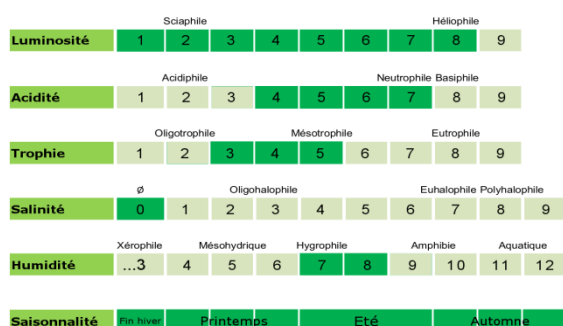 Sciaphile Héliophile
Luminosité 1 2 3 4 5 6 7 8 9
Acidiphile Neutrophile Basiphile
Acidité 1 2 3 4 5 6 7 8 9
Oligotrophile Mésotrophile Eutrophile
Trophie 1 2 3 4 5 6 7 8 9
ø Oligohalophile Euhalophile Polyhalophile
Salinité 0 1 2 3 4 5 6 7 8 9
Xérophile Mésohydrique Hygrophile Amphibie Aquatique
Humidité ...3 4 5 6 7 8 9 10 11 12
Saisonnalité Fin hiver Printemps Eté Automne